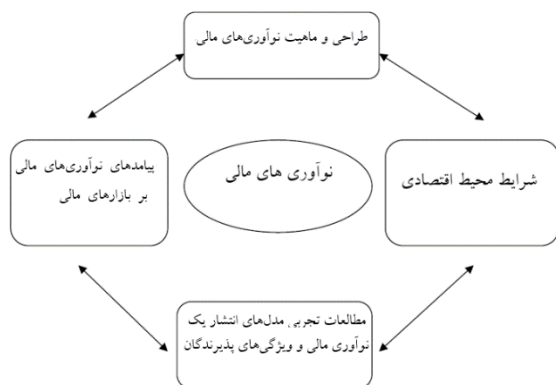 طراحی و ماهیت نوآوری‌های مالی
پیامدهای نوآوری‌های مالی
بر بازارهای مالی
نوآوری های مالی
شرایط محیط اقتصادی
مطالعات تجربی مدل‌های انتشار یک
نوآوری مالی و ویژگی‌های پذیرندگان